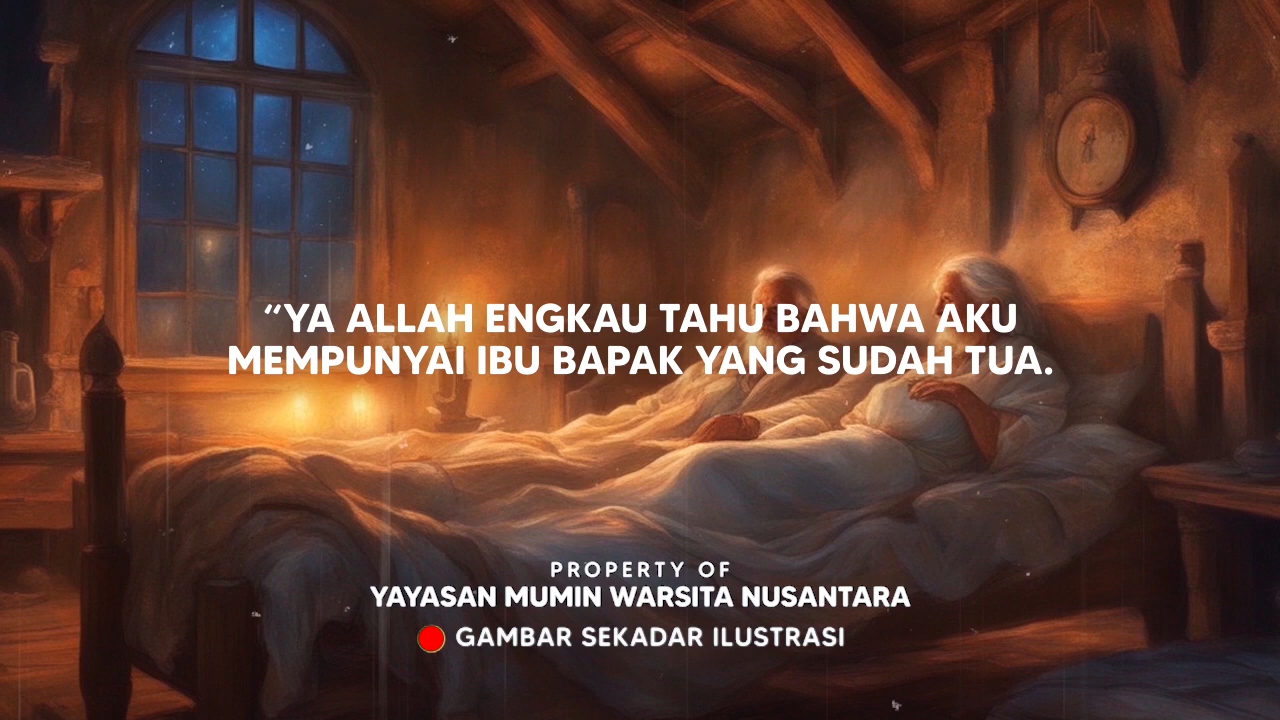 “YA ALLAH ENGKAU TAHU BAHWA AKU
MEMPUNYAI IBU BAPAK YANG SUDAH TUA.
PROPERTY OF
YAYASAN MUMIN WARSITA NUSANTARA
GAMBAR SEKADAR ILUSTRASI